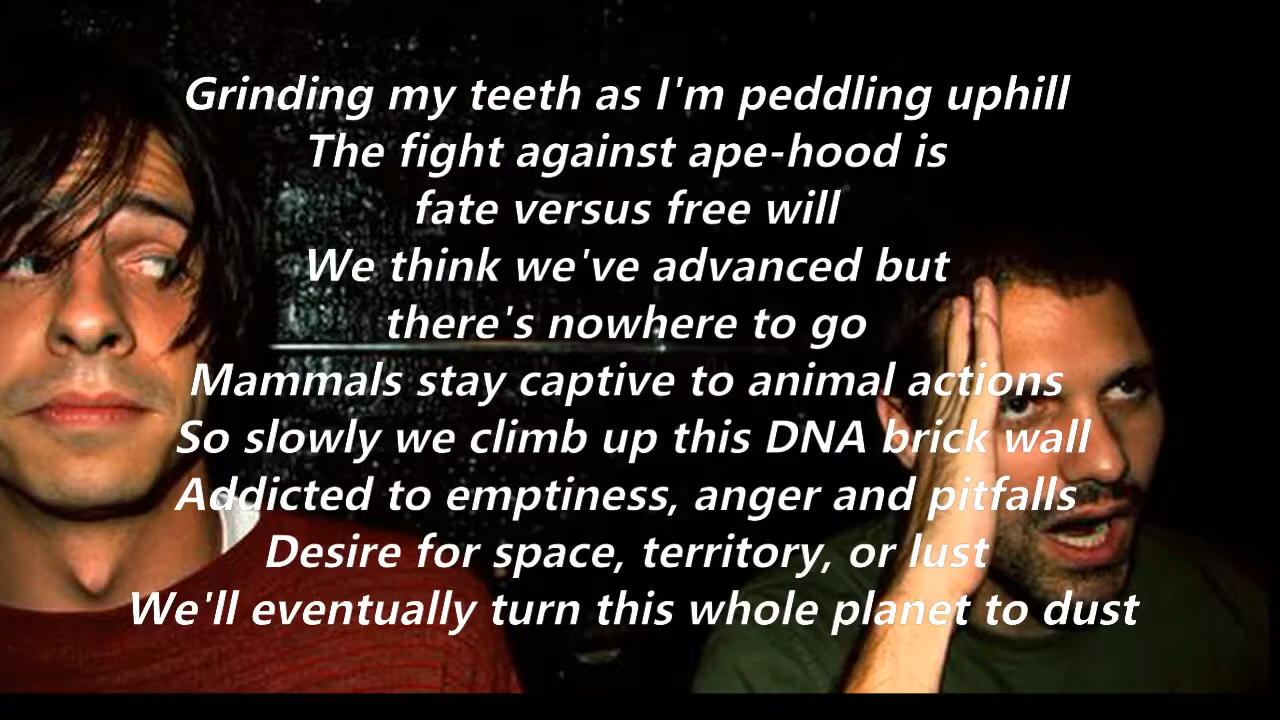 Grinding my teeth as I'm peddling uphill
The fight against ape-hood is
fate versus free will
We think we've advanced but
there's nowhere to go
Mammals stay captive to animal actions
So slowly we climb up this DNA brick wall
Addicted to emptiness, anger and pitfalls
Desire for space, territory, or lust
We'll eventually turn this whole planet to dust